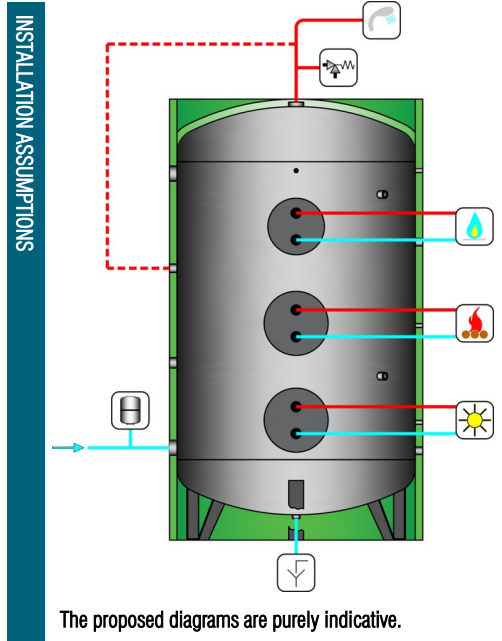 INSTALLATION ASSUMPTIONS
The proposed diagrams are purely indicative.